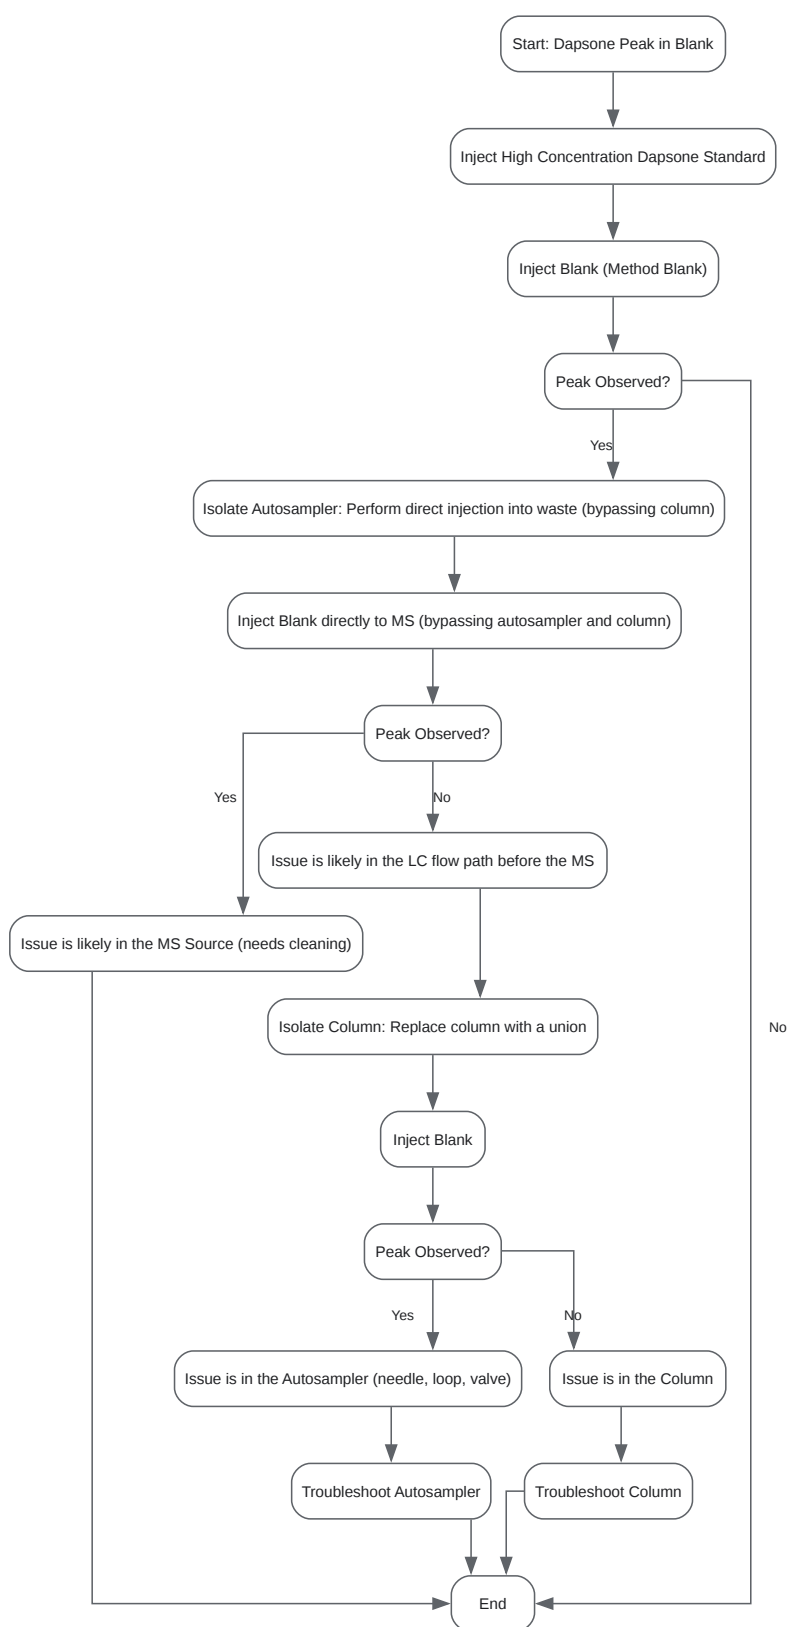 Start: Dapsone Peak in Blank
Inject High Concentration Dapsone Standard
Inject Blank (Method Blank)
Peak Observed?
Yes
Isolate Autosampler: Perform direct injection into waste (bypassing column)
Inject Blank directly to MS (bypassing autosampler and column)
Peak Observed?
Yes
No
Issue is likely in the LC flow path before the MS
Issue is likely in the MS Source (needs cleaning)
Isolate Column: Replace column with a union
No
Inject Blank
Peak Observed?
Yes
No
Issue is in the Autosampler (needle, loop, valve)
Issue is in the Column
Troubleshoot Autosampler
Troubleshoot Column
End